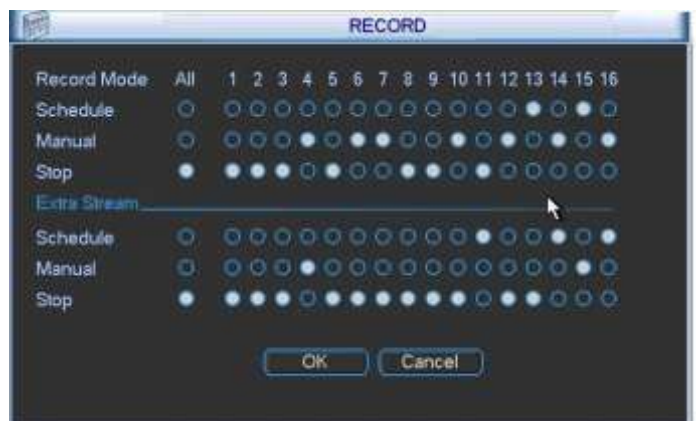 RECORD
Record Mode All 1 2 3 4 5 6 7 8 9 10 11 12 13 14 15 16
Schedule
Manual
Stop
Extra Stream
Schedule
Manual
Stop
OK Cancel